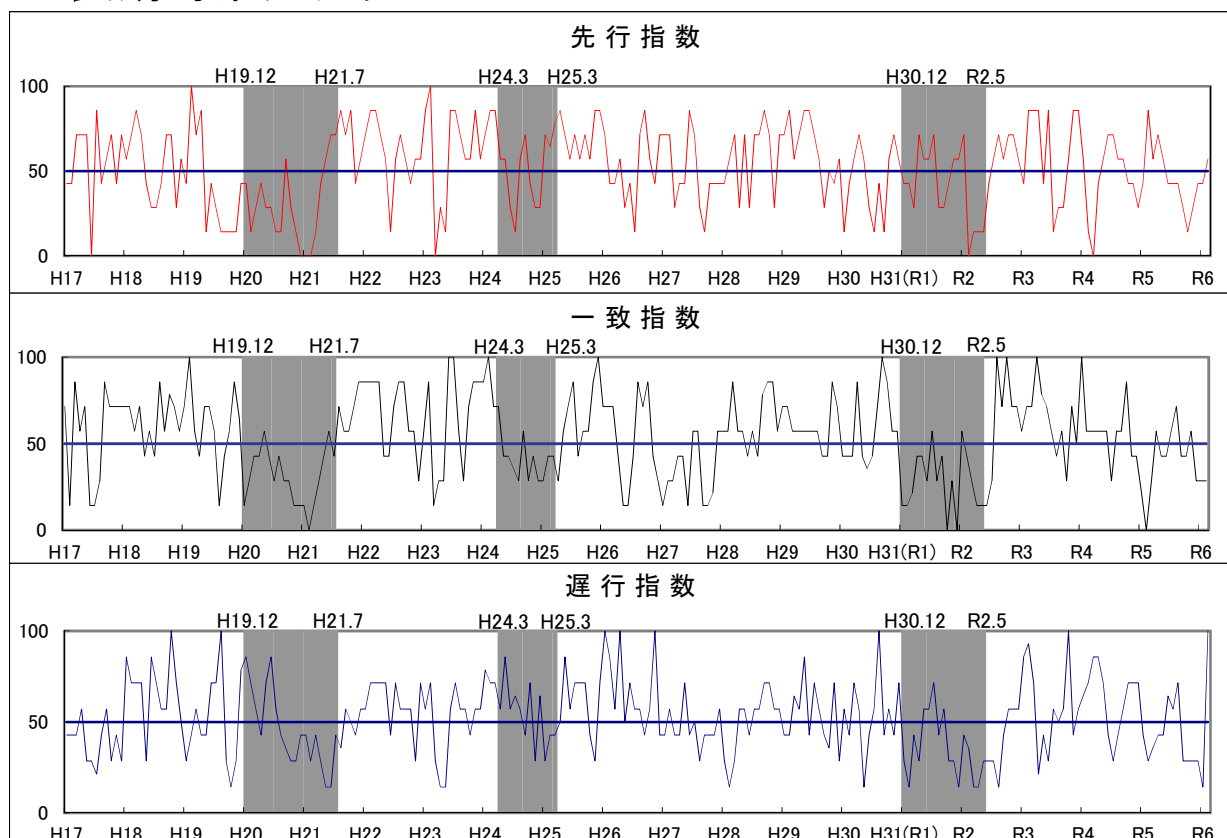 先行指数
H19.12 H21.7 H24.3 H25.3 H30.12 R2.5
100
50
0
H17 H18 H19 H20 H21 H22 H23 H24 H25 H26 H27 H28 H29 H30 H31(R1) R2 R3 R4 R5 R6
一致指数
H19.12 H21.7 H24.3 H25.3 H30.12 R2.5
100
50
0
H17 H18 H19 H20 H21 H22 H23 H24 H25 H26 H27 H28 H29 H30 H31(R1) R2 R3 R4 R5 R6
遅行指数
H19.12 H21.7 H24.3 H25.3 H30.12 R2.5
100
50
0
H17 H18 H19 H20 H21 H22 H23 H24 H25 H26 H27 H28 H29 H30 H31(R1) R2 R3 R4 R5 R6